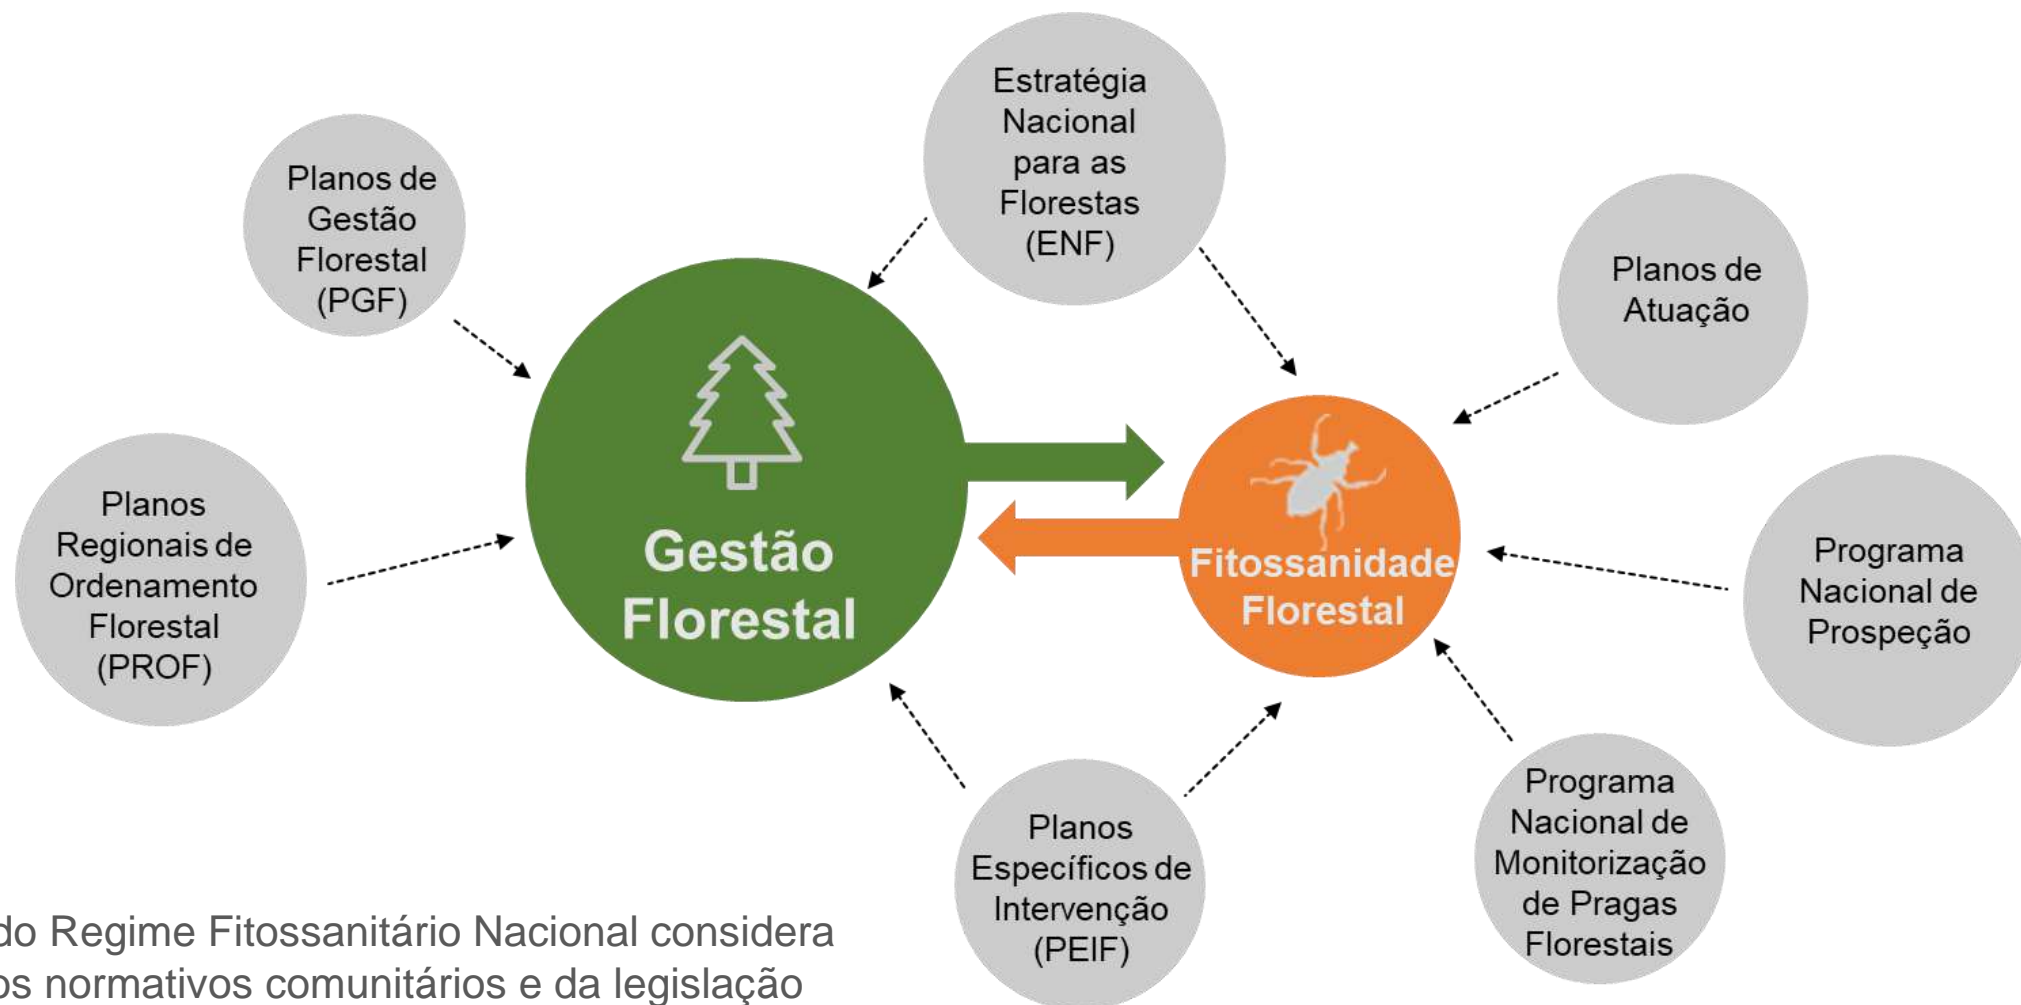 Estratégia
Nacional
para as
Florestas
(ENF)
Planos de
Gestão
Florestal
(PGF)
Planos de
Atuação
Planos
Regionais de
Ordenamento
Florestal
(PROF)
Gestão
Florestal
Fitossanidade
Florestal
Programa
Nacional de
Prospeção
Planos
Específicos de
Intervenção
(PEIF)
Programa
Nacional de
Monitorização
de Pragas
Florestais
do Regime Fitossanitário Nacional considera
os normativos comunitários e da legislação